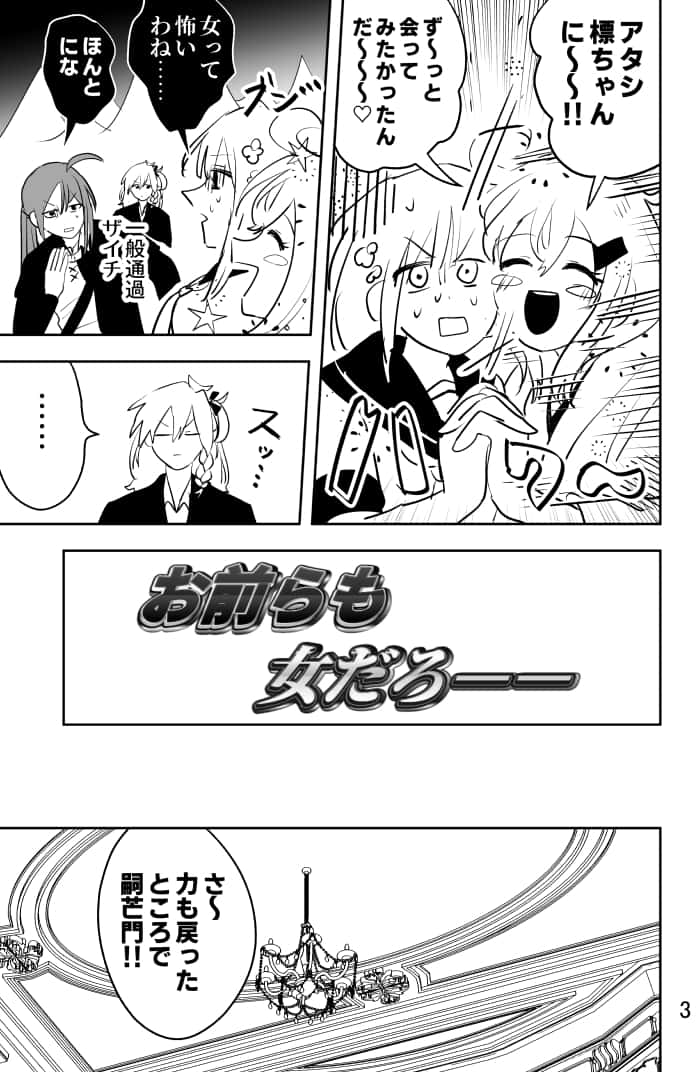 アタシ
標ちゃん
に〜〜!!
ず〜っと
会って
みたかったん
だ〜〜〜♡
ワ〜
ズンッ
女って
怖い
わね……
ほんと
にな
一般通過
ザイチ
スッ…
……
お前らも
女だろーー
さ〜
力も戻った
ところで
嗣芒門!!
3